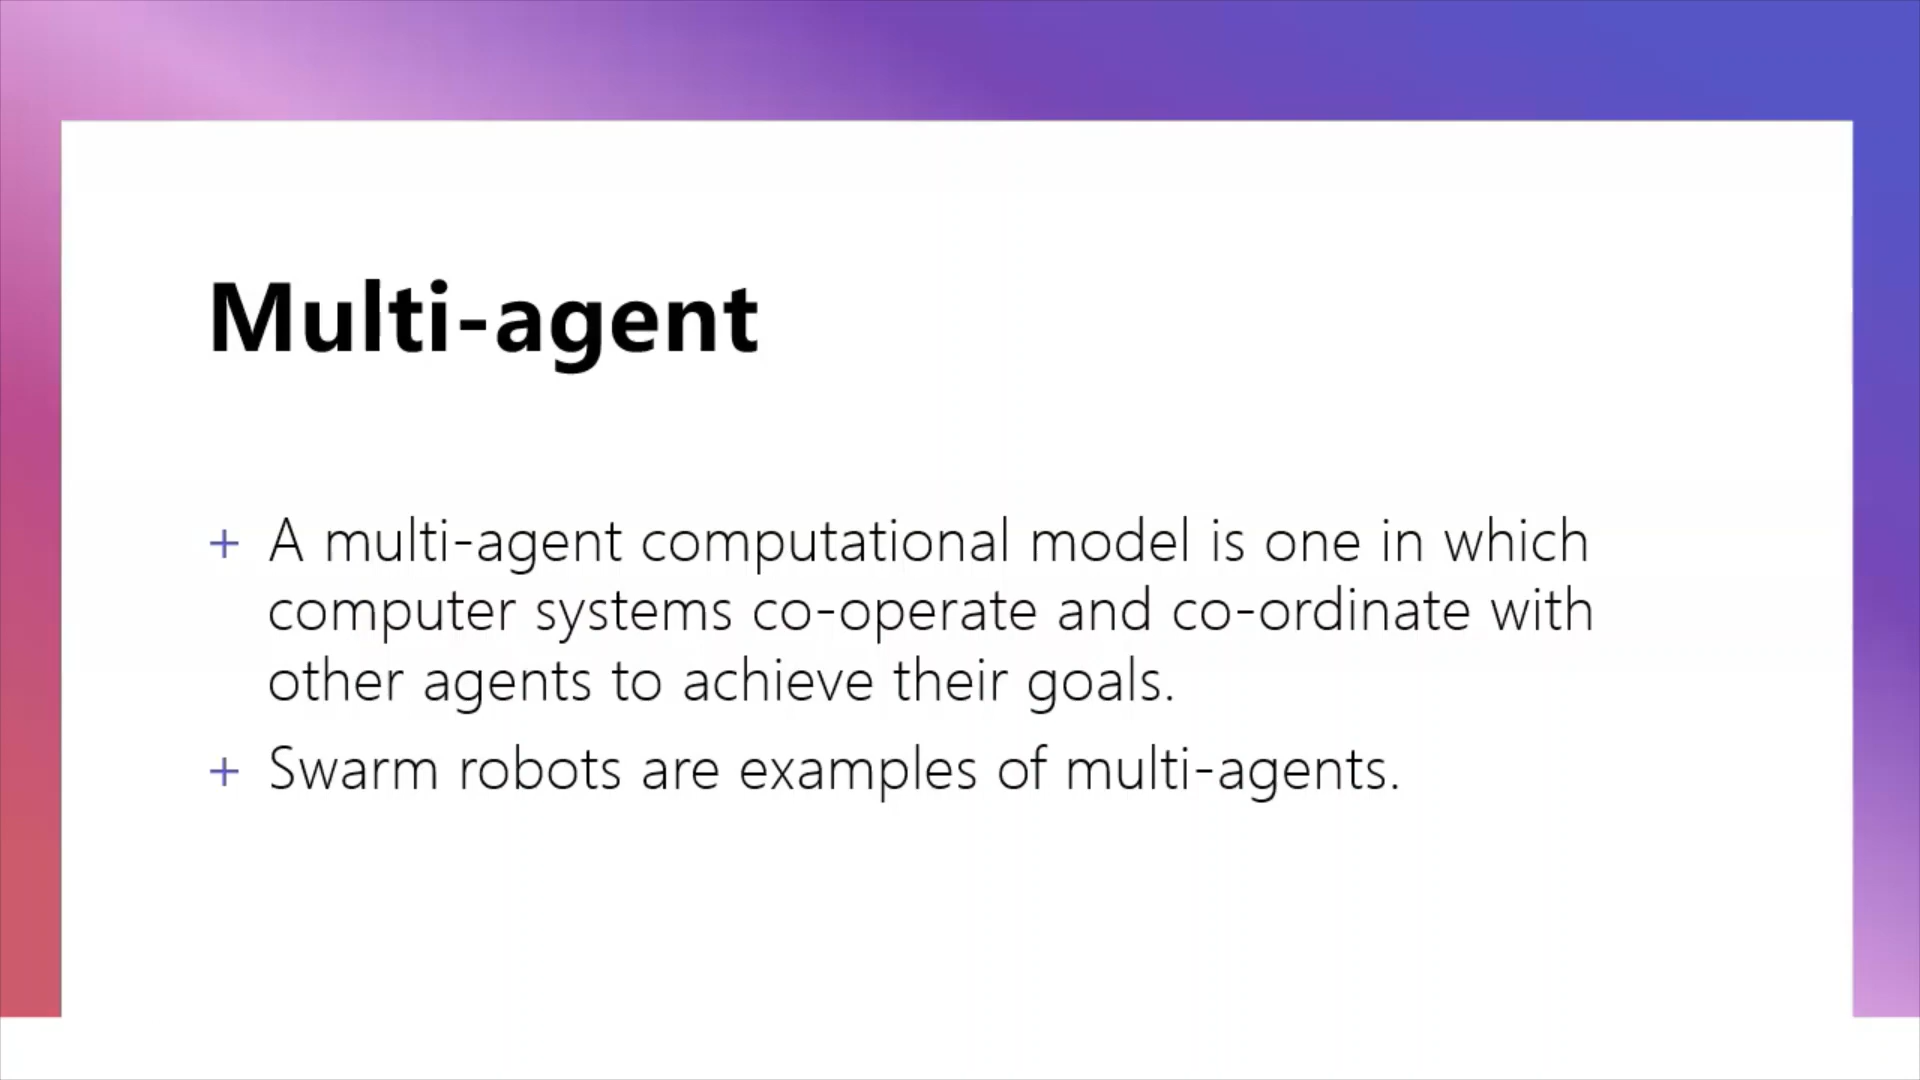 Multi-agent
+ A multi-agent computational model is one in which
computer systems co-operate and co-ordinate with
other agents to achieve their goals.
+ Swarm robots are examples of multi-agents.